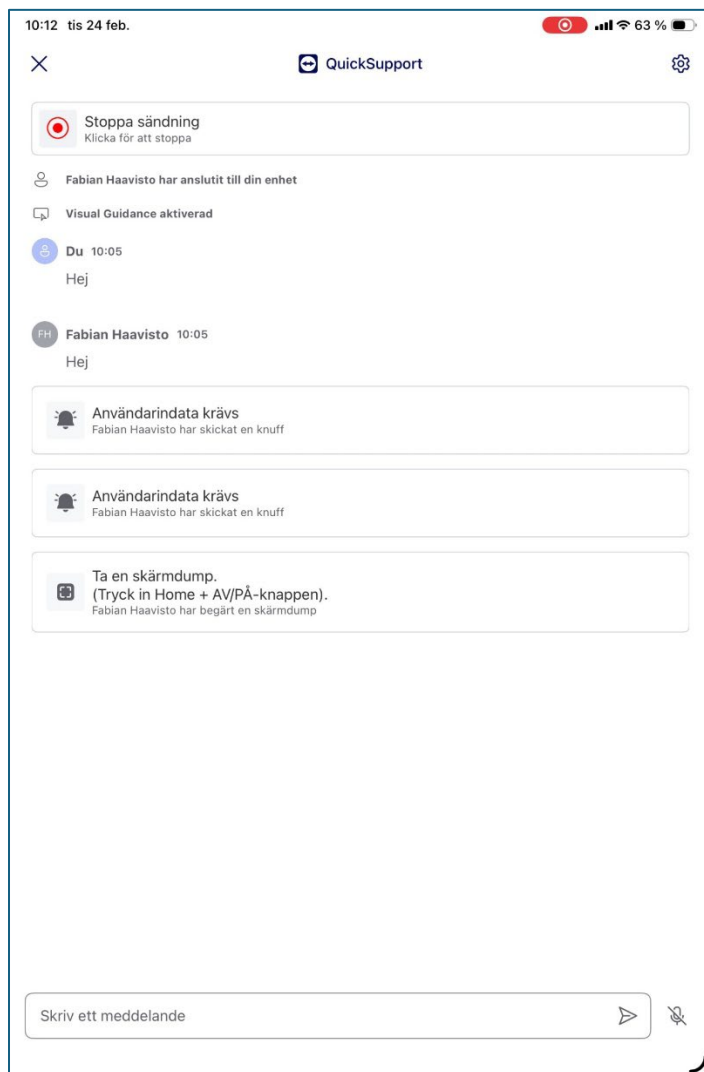 10:12 tis 24 feb.
63 %
QuickSupport
Stoppa sändning
Klicka för att stoppa
Fabian Haavisto har anslutit till din enhet
Visual Guidance aktiverad
Du 10:05
Hej
FH Fabian Haavisto 10:05
Hej
Användarindata krävs
Fabian Haavisto har skickat en knuff
Användarindata krävs
Fabian Haavisto har skickat en knuff
Ta en skärmdump.
(Tryck in Home + AV/PÅ-knappen).
Fabian Haavisto har begärt en skärmdump
Skriv ett meddelande